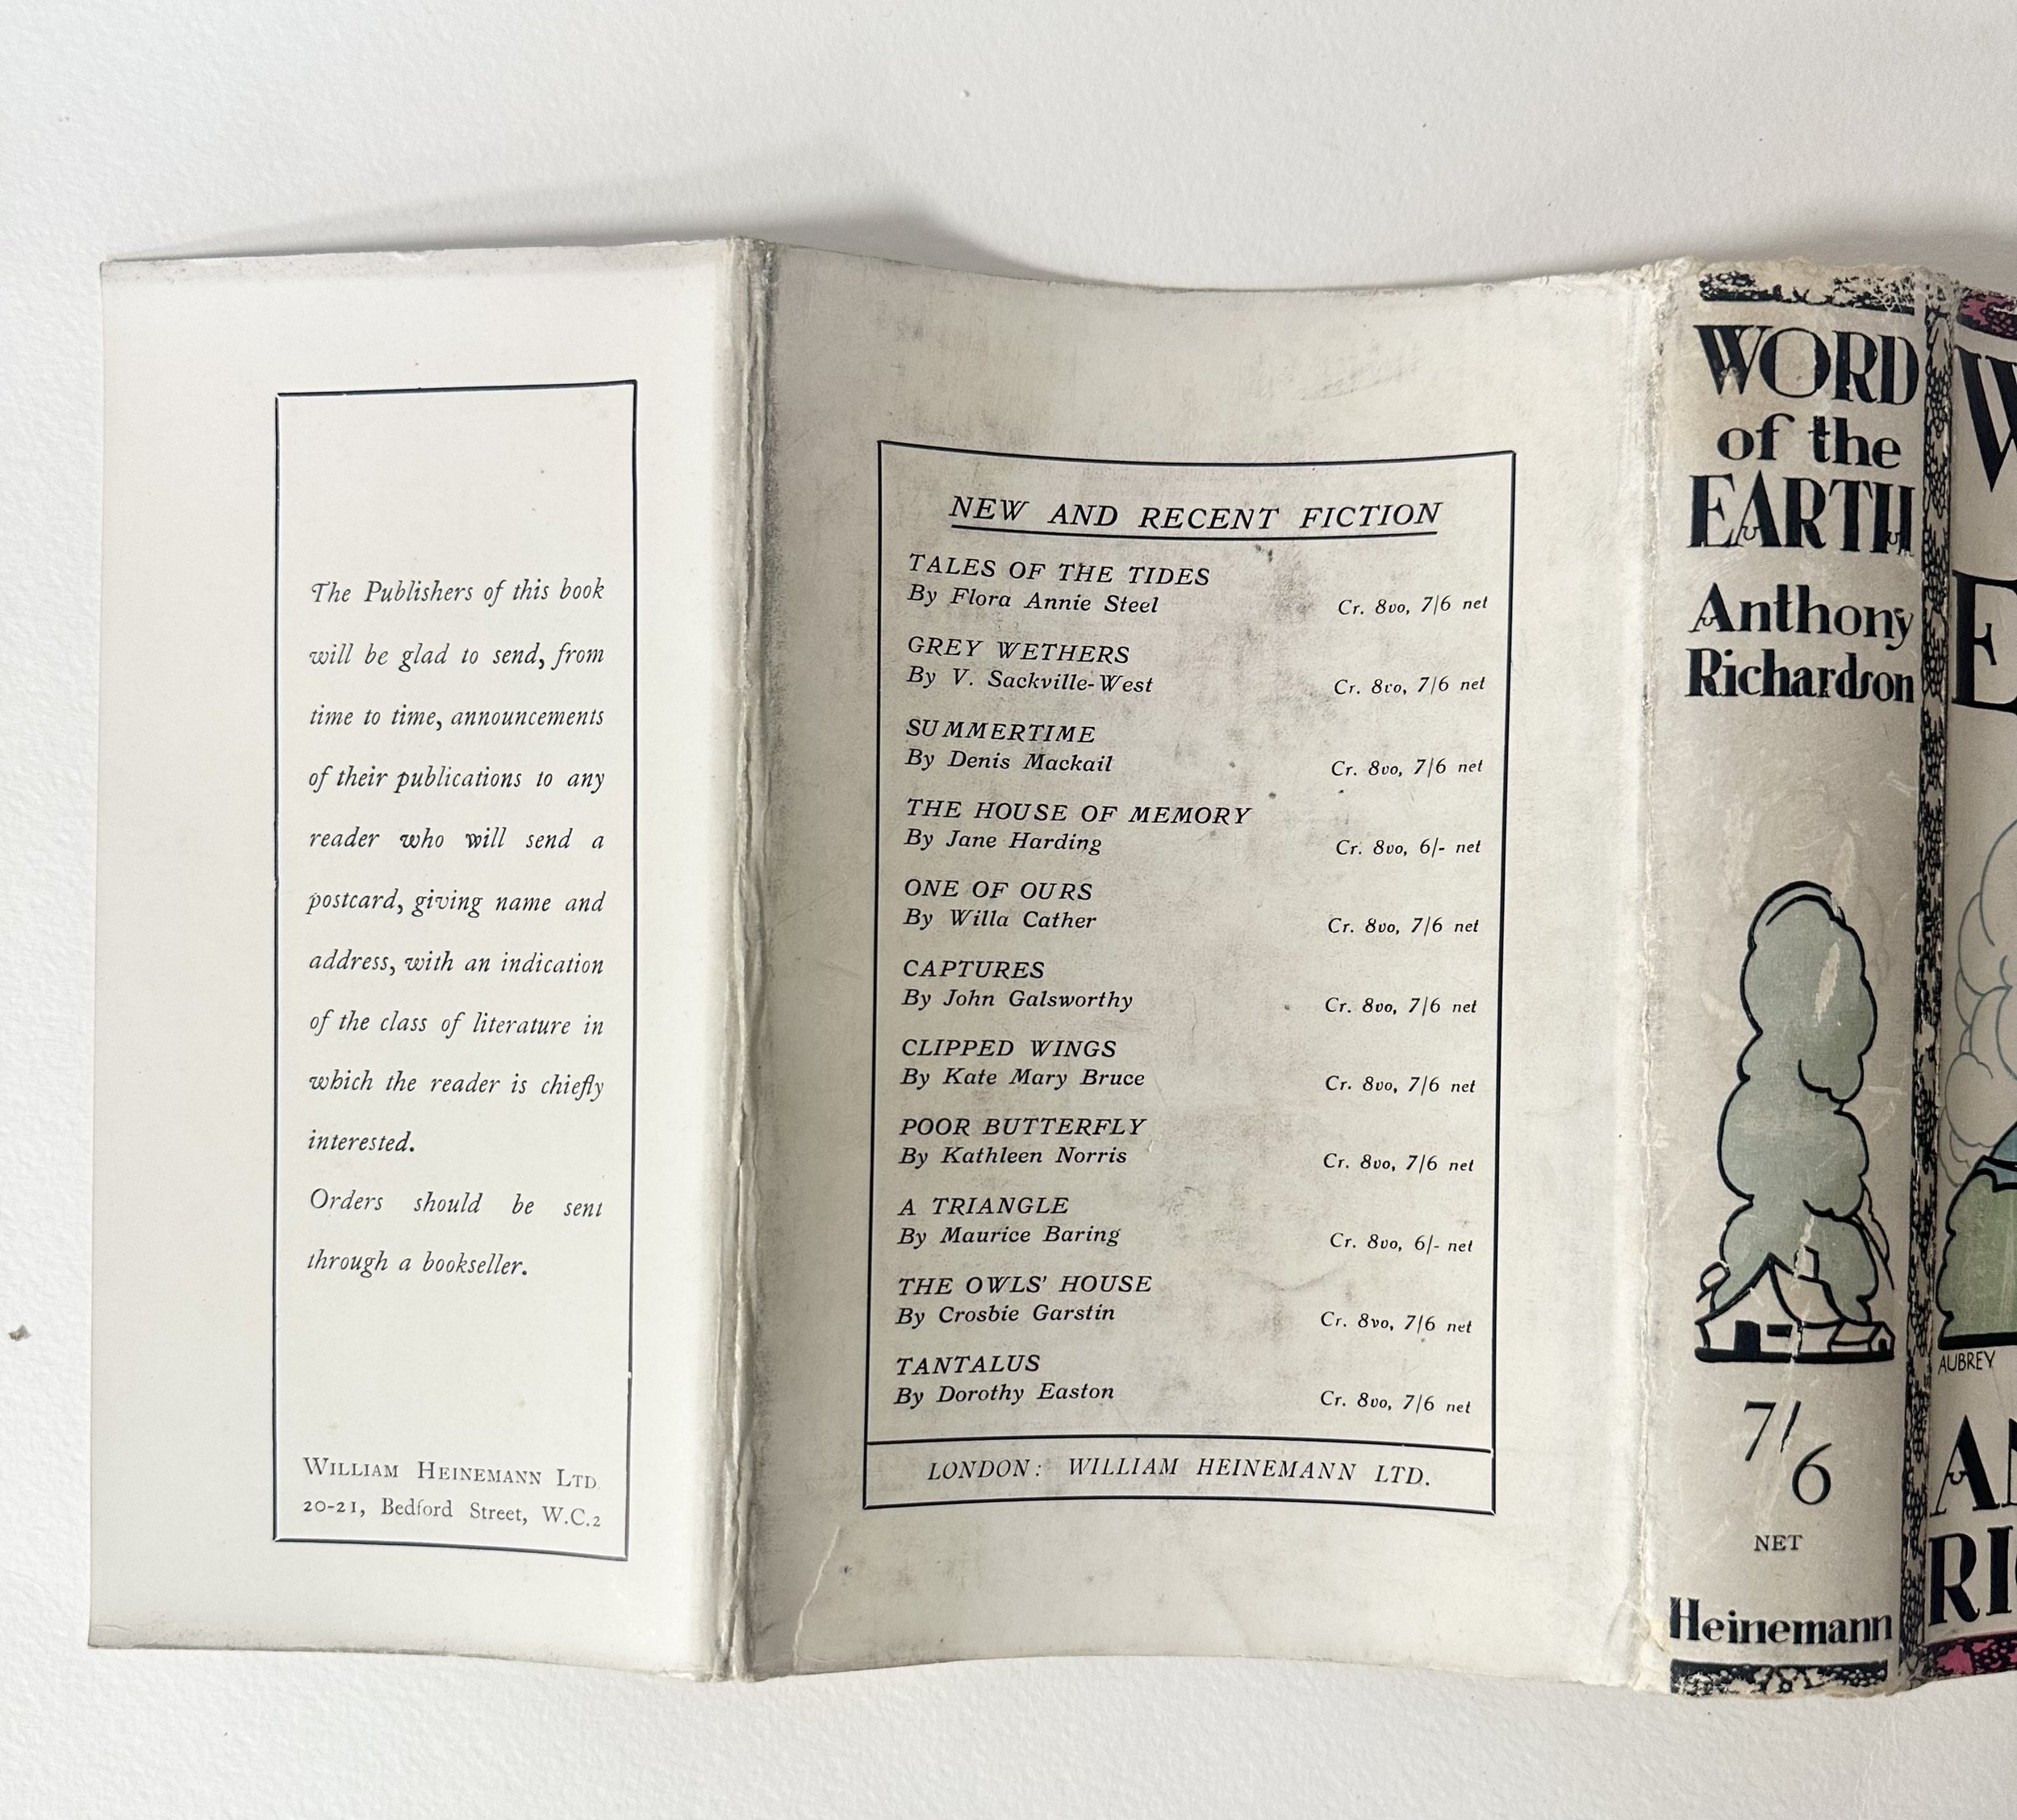 The Publishers of this book
will be glad to send, from
time to time, announcements
of their publications to any
reader who will send a
postcard, giving name and
address, with an indication
of the class of literature in
which the reader is chiefly
interested.
Orders should be sent
through a bookseller.
WILLIAM HEINEMANN LTD.
20-21, Bedford Street, W.C.2
NEW AND RECENT FICTION
TALES OF THE TIDES
By Flora Annie Steel Cr. 8vo, 7/6 net
GREY WETHERS
By V. Sackville-West Cr. 8vo, 7/6 net
SUMMERTIME
By Denis Mackail Cr. 8vo, 7/6 net
THE HOUSE OF MEMORY
By Jane Harding Cr. 8vo, 6/- net
ONE OF OURS
By Willa Cather Cr. 8vo, 7/6 net
CAPTURES
By John Galsworthy Cr. 8vo, 7/6 net
CLIPPED WINGS
By Kate Mary Bruce Cr. 8vo, 7/6 net
POOR BUTTERFLY
By Kathleen Norris Cr. 8vo, 7/6 net
A TRIANGLE
By Maurice Baring Cr. 8vo, 6/- net
THE OWLS' HOUSE
By Crosbie Garstin Cr. 8vo, 7/6 net
TANTALUS
By Dorothy Easton Cr. 8vo, 7/6 net
LONDON: WILLIAM HEINEMANN LTD.
WORD
of the
EARTH
Anthony
Richardson
7/6
NET
Heinemann
AUBREY